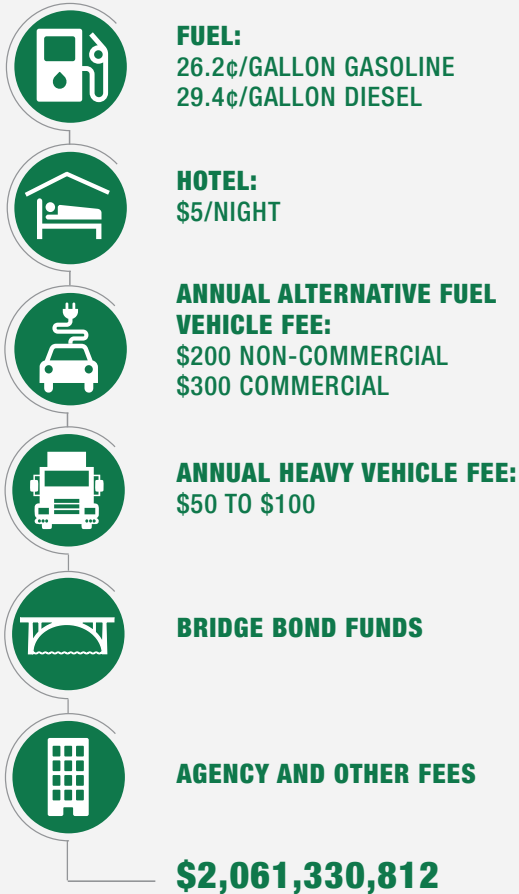 FUEL:
26.2¢/GALLON GASOLINE
29.4¢/GALLON DIESEL
HOTEL:
$5/NIGHT
ANNUAL ALTERNATIVE FUEL
VEHICLE FEE:
$200 NON-COMMERCIAL
$300 COMMERCIAL
ANNUAL HEAVY VEHICLE FEE:
$50 TO $100
BRIDGE BOND FUNDS
AGENCY AND OTHER FEES
$2,061,330,812